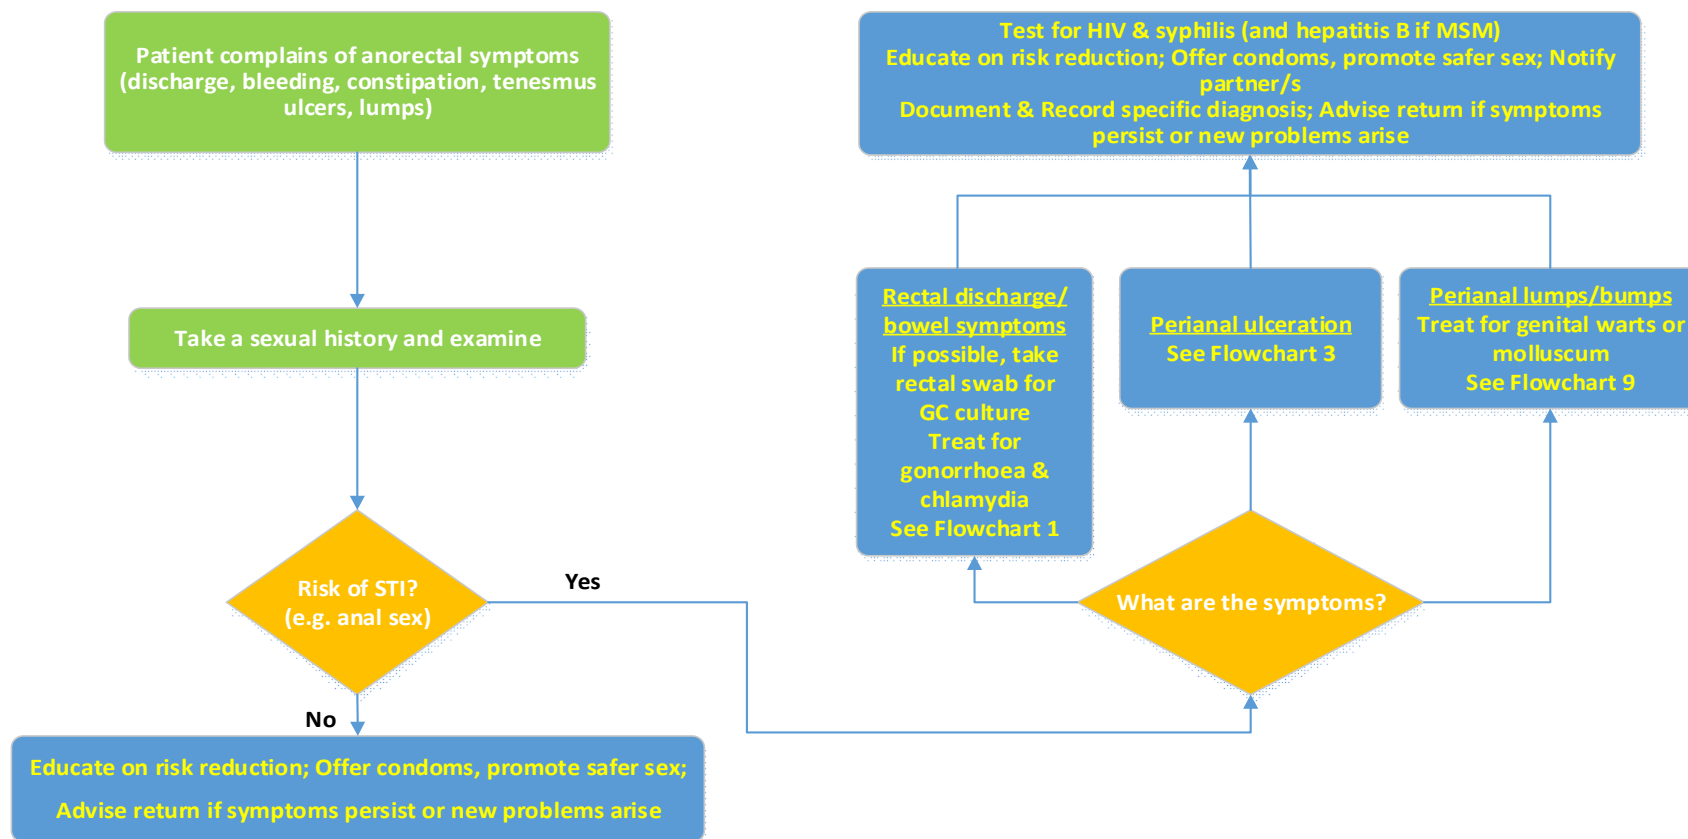 Patient complains of anorectal symptoms
(discharge, bleeding, constipation, tenesmus
ulcers, lumps)
Take a sexual history and examine
Risk of STI?
(e.g. anal sex)
Yes
No
Educate on risk reduction; Offer condoms, promote safer sex;
Advise return if symptoms persist or new problems arise
What are the symptoms?
Rectal discharge/
bowel symptoms
If possible, take
rectal swab for
GC culture
Treat for
gonorrhoea &
chlamydia
See Flowchart 1
Perianal ulceration
See Flowchart 3
Perianal lumps/bumps
Treat for genital warts or
molluscum
See Flowchart 9
Test for HIV & syphilis (and hepatitis B if MSM)
Educate on risk reduction; Offer condoms, promote safer sex; Notify
partner/s
Document & Record specific diagnosis; Advise return if symptoms
persist or new problems arise